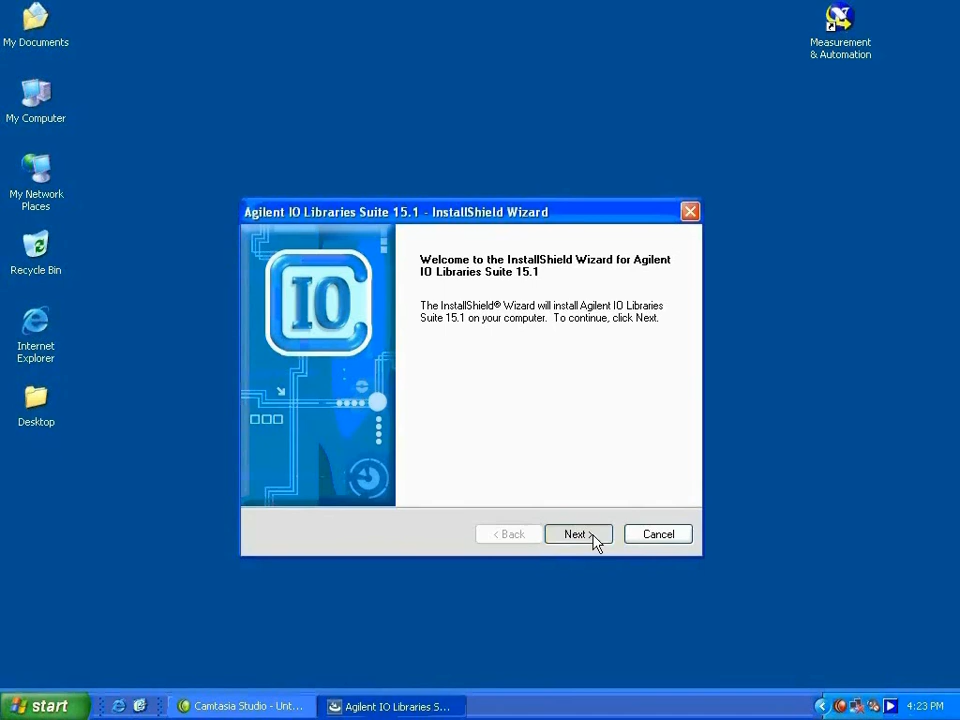 My Documents
Measurement
& Automation
My Computer
My Network
Places
Recycle Bin
Internet
Explorer
Desktop
Agilent IO Libraries Suite 15.1 - InstallShield Wizard
IO
Welcome to the InstallShield Wizard for Agilent
IO Libraries Suite 15.1
The InstallShield® Wizard will install Agilent IO Libraries
Suite 15.1 on your computer. To continue, click Next.
< Back
Next >
Cancel
start
Camtasia Studio - Unt...
Agilent IO Libraries S...
4:23 PM